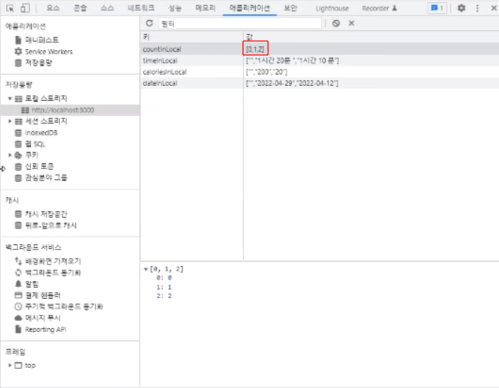 요소 콘솔 소스 네트워크 성능 메모리 애플리케이션 보안 Lighthouse Recorder 1
애플리케이션
매니페스트
Service Workers
저장용량
저장용량
로컬 스토리지
http://localhost:3000
세션 스토리지
IndexedDB
웹 SQL
쿠키
신뢰 토큰
관심분야 그룹
캐시
캐시 저장공간
뒤로-앞으로 캐시
백그라운드 서비스
배경화면 가져오기
백그라운드 동기화
알림
결제 핸들러
주기적 백그라운드 동기화
메시지 푸시
Reporting API
프레임
top
필터
키 값
countInLocal [0,1,2]
timeInLocal ["","1시간 20분 ","1시간 10 분"]
caloriesInLocal ["","200","20"]
dateInLocal ["","2022-04-29","2022-04-12"]
[0, 1, 2]
0: 0
1: 1
2: 2